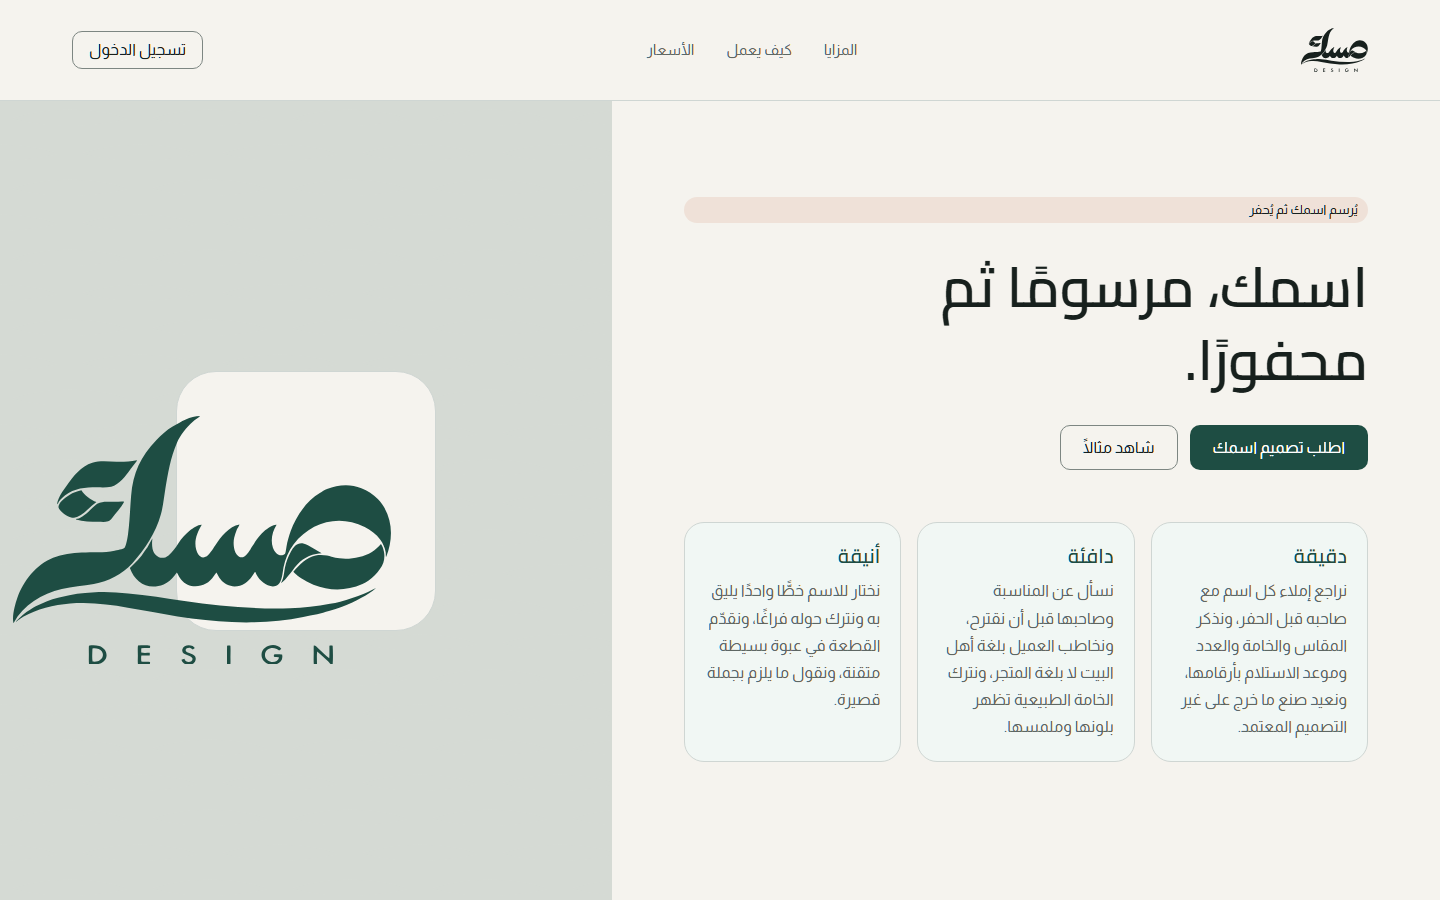 مسك
DESIGN
المزايا
كيف يعمل
الأسعار
تسجيل الدخول
يُرسم اسمك ثم يُحفر
اسمك، مرسومًا ثم
محفورًا.
اطلب تصميم اسمك
شاهد مثالًا
دقيقة
نراجع إملاء كل اسم مع
صاحبه قبل الحفر، ونذكر
المقاس والخامة والعدد
وموعد الاستلام بأرقامها،
ونعيد صنع ما خرج على غير
التصميم المعتمد.
دافئة
نسأل عن المناسبة
وصاحبها قبل أن نقترح،
ونخاطب العميل بلغة أهل
البيت لا بلغة المتجر، ونترك
الخامة الطبيعية تظهر
بلونها وملمسها.
أنيقة
نختار للاسم خطًّا واحدًا يليق
به ونترك حوله فراغًا، ونقدّم
القطعة في عبوة بسيطة
متقنة، ونقول ما يلزم بجملة
قصيرة.
مسك
DESIGN